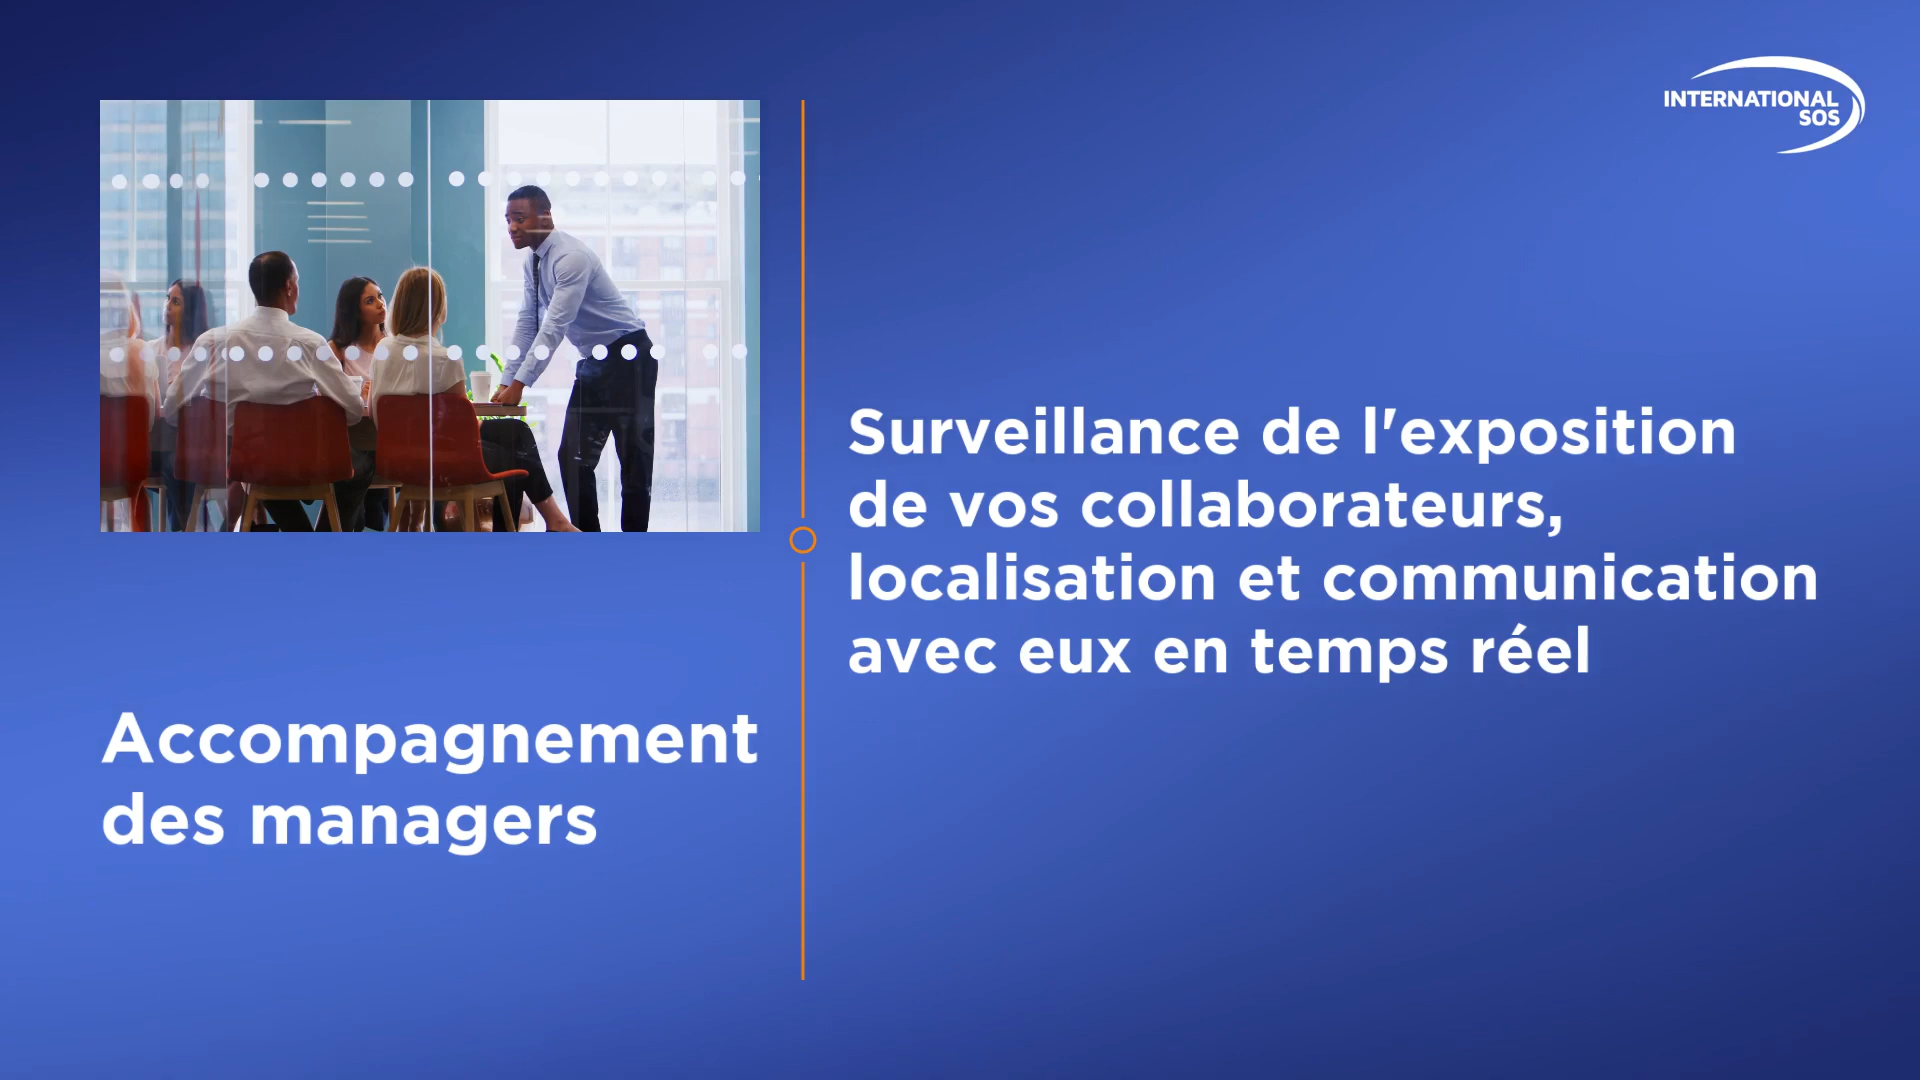 INTERNATIONAL
SOS
Accompagnement
des managers
Surveillance de l'exposition
de vos collaborateurs,
localisation et communication
avec eux en temps réel